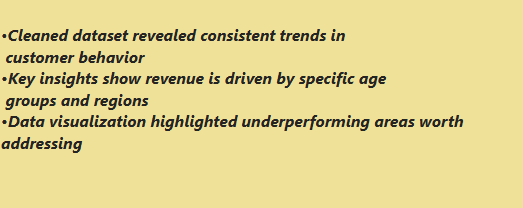 •Cleaned dataset revealed consistent trends in
customer behavior
•Key insights show revenue is driven by specific age
groups and regions
•Data visualization highlighted underperforming areas worth
addressing